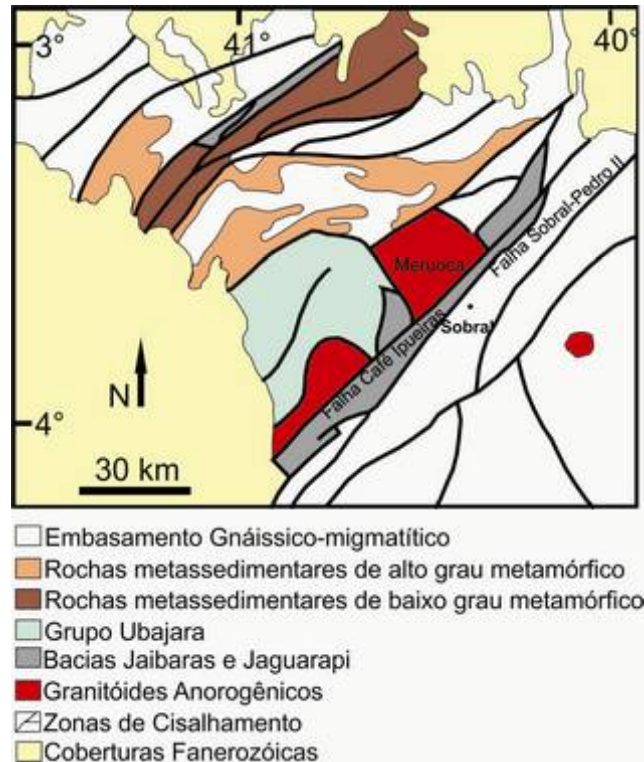 3°
41°
40°
Falha Sobral-Pedro II
Meruoca
Sobral
Falha Café Ipueiras
N
4°
30 km
Embasamento Gnáissico-migmatítico
Rochas metassedimentares de alto grau metamórfico
Rochas metassedimentares de baixo grau metamórfico
Grupo Ubajara
Bacias Jaibaras e Jaguarapi
Granitóides Anorogênicos
Zonas de Cisalhamento
Coberturas Fanerozóicas